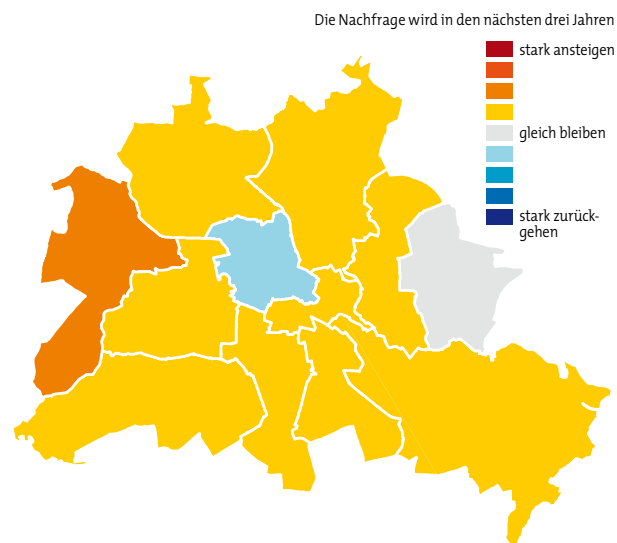 Die Nachfrage wird in den nächsten drei Jahren
stark ansteigen
gleich bleiben
stark zurück-
gehen